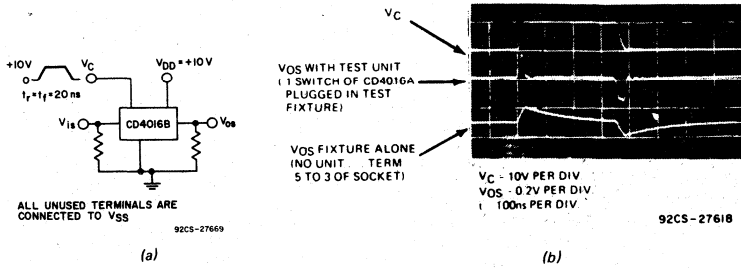 +10V
0
VC
tr=tf=20 ns
VDD=+10V
Vis
CD4016B
Vos
ALL UNUSED TERMINALS ARE
CONNECTED TO VSS
92CS-27669
(a)
VC
VOS WITH TEST UNIT
(1 SWITCH OF CD4016A
PLUGGED IN TEST
FIXTURE)
VOS FIXTURE ALONE
(NO UNIT . . TERM
5 TO 3 OF SOCKET)
VC - 10V PER DIV
VOS - 0.2V PER DIV.
t 100ns PER DIV.
92CS-27618
(b)